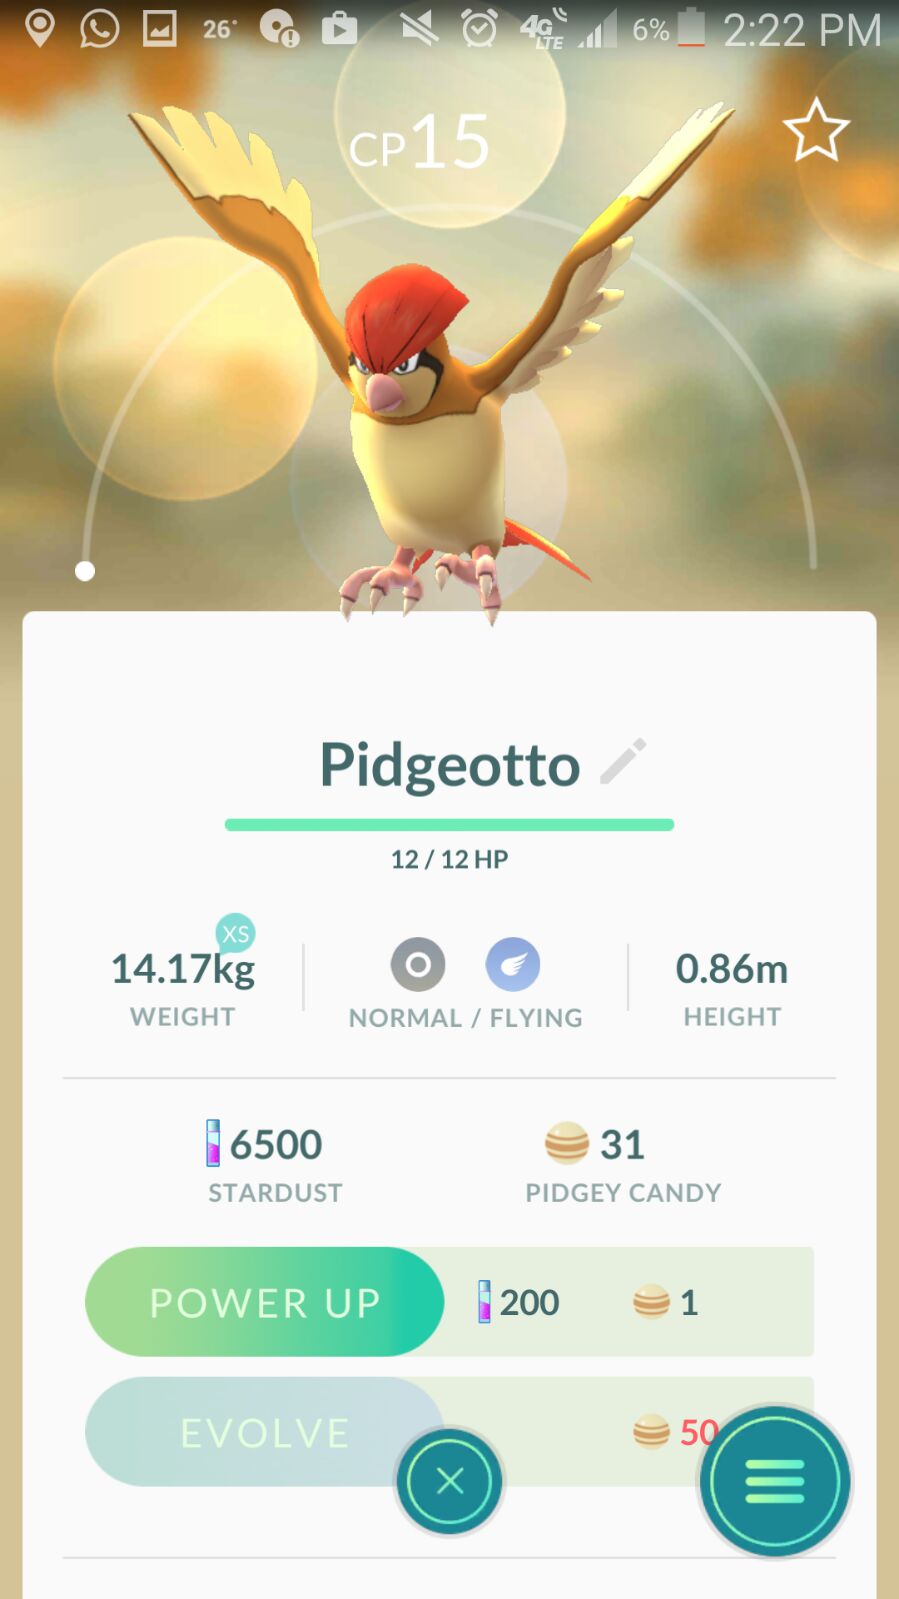 26° 4G LTE 6% 2:22 PM
CP15
Pidgeotto
12 / 12 HP
XS
14.17kg
WEIGHT
NORMAL / FLYING
0.86m
HEIGHT
6500
STARDUST
31
PIDGEY CANDY
POWER UP 200 1
EVOLVE 50